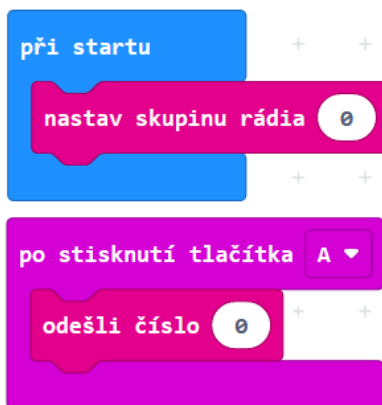 při startu
nastav skupinu rádia 0
po stisknutí tlačítka A
odešli číslo 0